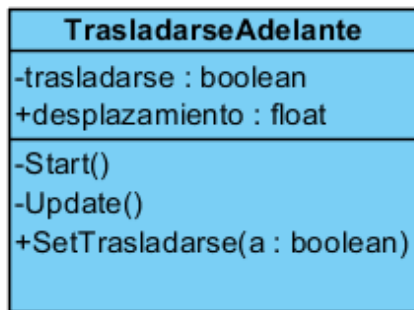 TrasladarseAdelante
-trasladarse : boolean
+desplazamiento : float
-Start()
-Update()
+SetTrasladarse(a : boolean)